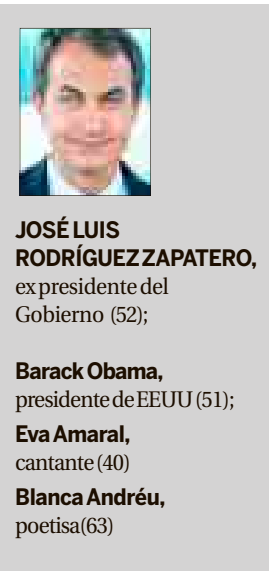 JOSÉ LUIS
RODRÍGUEZ ZAPATERO,
ex presidente del
Gobierno (52);
Barack Obama,
presidente de EEUU (51);
Eva Amaral,
cantante (40)
Blanca Andréu,
poetisa(63)